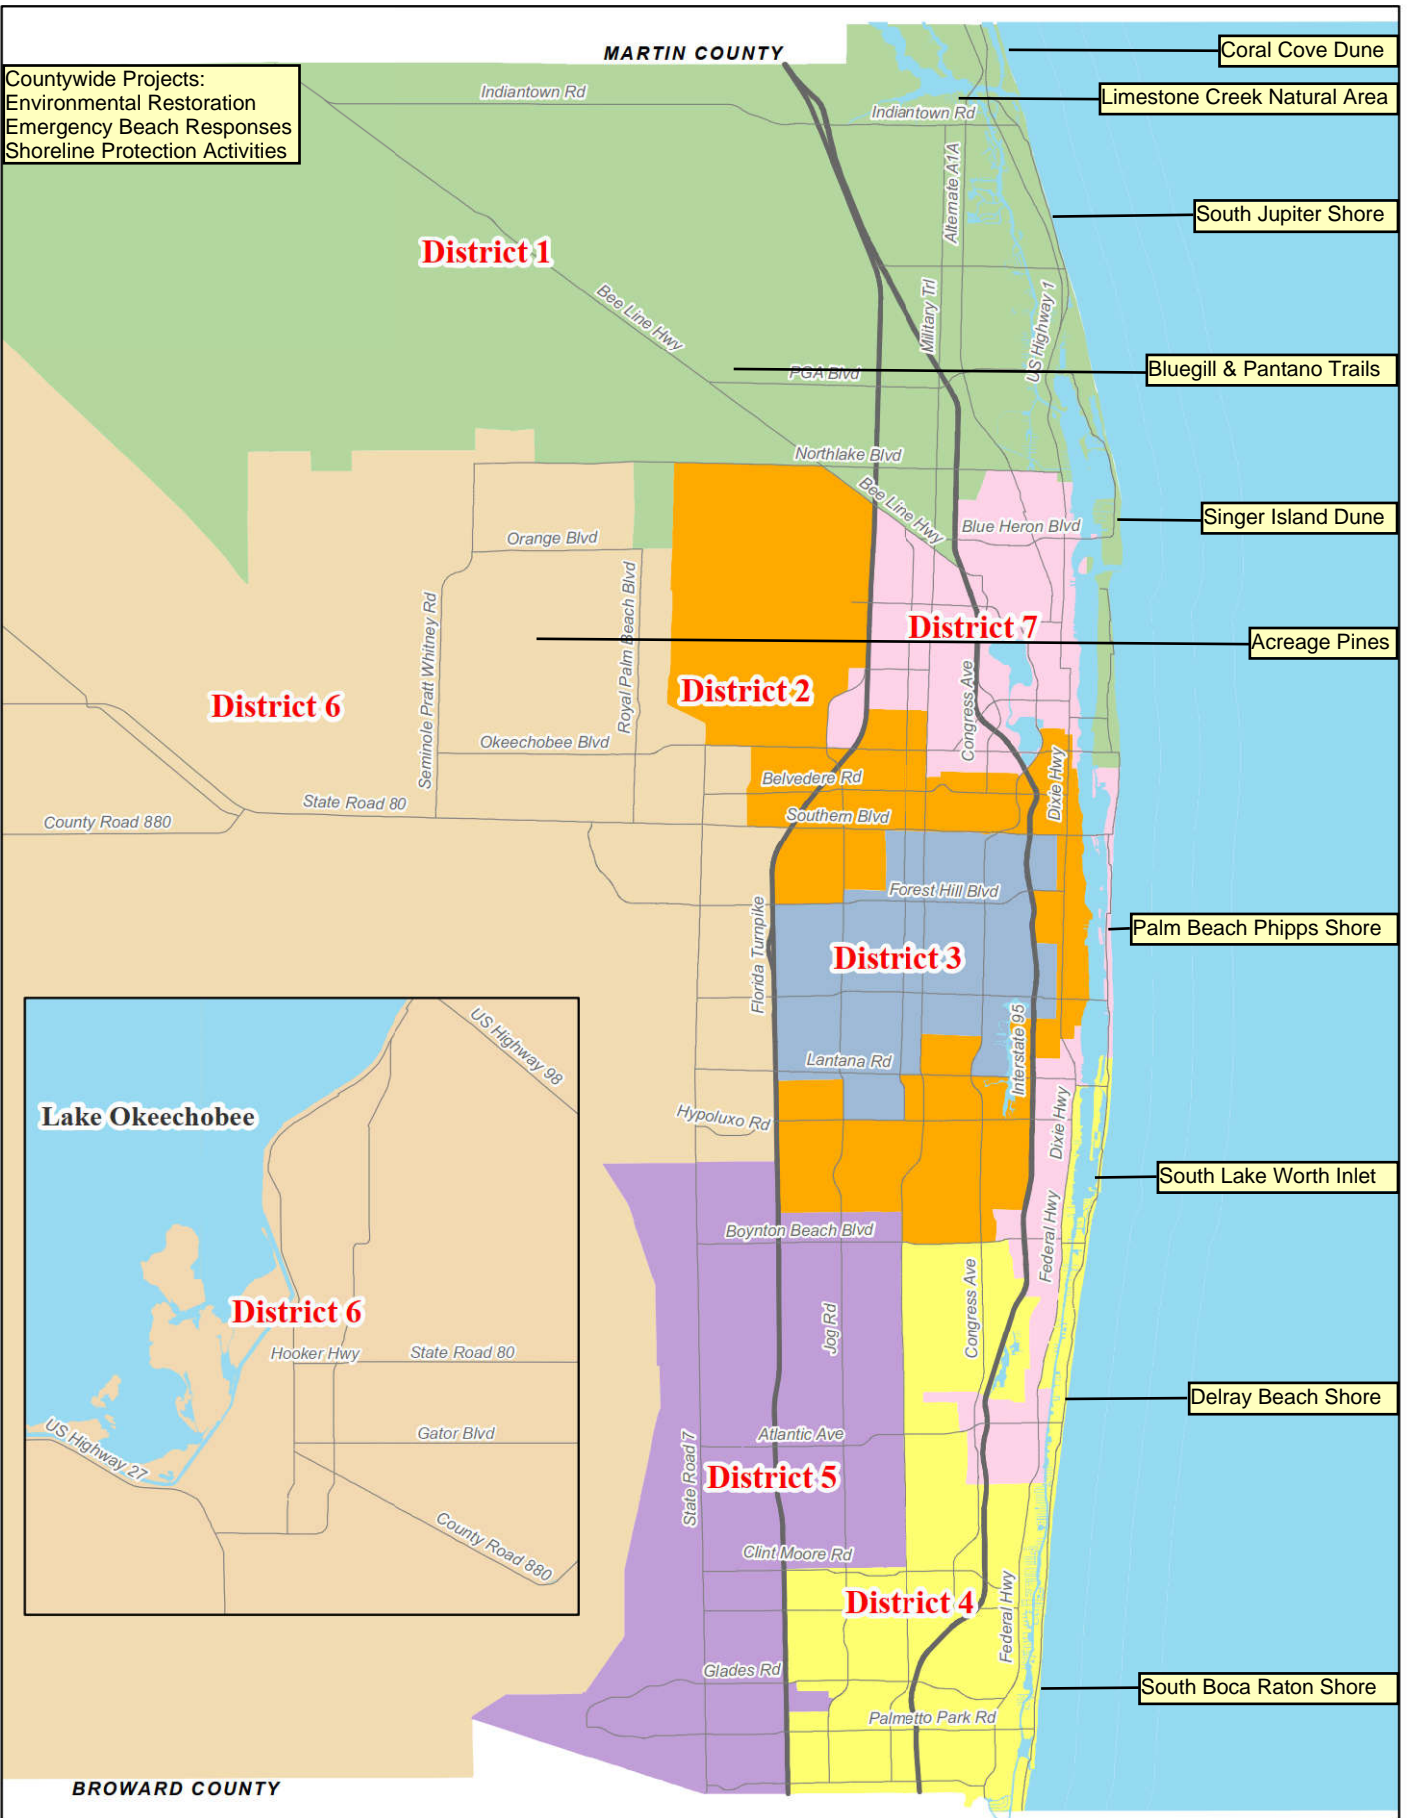 MARTIN COUNTY
Coral Cove Dune
Countywide Projects:
Environmental Restoration
Emergency Beach Responses
Shoreline Protection Activities
Indiantown Rd
Limestone Creek Natural Area
Indiantown Rd
Alternate A1A
South Jupiter Shore
District 1
Bee Line Hwy
Military Trl
US Highway 1
PGA Blvd
Bluegill & Pantano Trails
Northlake Blvd
Bee Line Hwy
Blue Heron Blvd
Singer Island Dune
Orange Blvd
Royal Palm Beach Blvd
Seminole Pratt Whitney Rd
District 7
Acreage Pines
District 6
District 2
Congress Ave
Okeechobee Blvd
Belvedere Rd
Dixie Hwy
State Road 80
County Road 880
Southern Blvd
Forest Hill Blvd
Florida Turnpike
Palm Beach Phipps Shore
District 3
US Highway 98
Interstate 95
Lantana Rd
Lake Okeechobee
Hypoluxo Rd
Dixie Hwy
South Lake Worth Inlet
Boynton Beach Blvd
Federal Hwy
District 6
Jog Rd
Congress Ave
Hooker Hwy
State Road 80
Delray Beach Shore
Gator Blvd
Atlantic Ave
US Highway 27
State Road 7
District 5
County Road 880
Clint Moore Rd
District 4
Federal Hwy
Glades Rd
South Boca Raton Shore
Palmetto Park Rd
BROWARD COUNTY